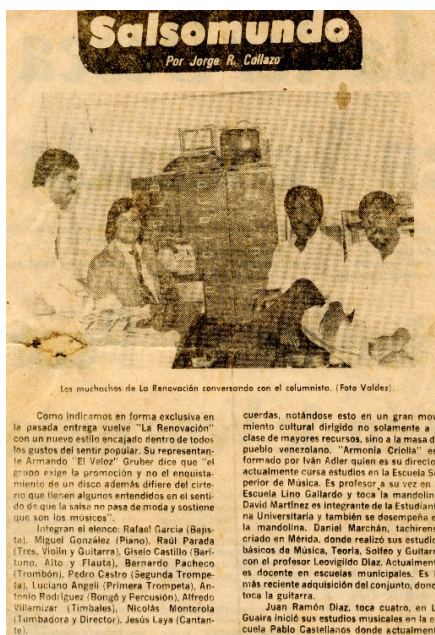 Salsomundo
Por Jorge R. Collazo
Los muchachos de La Renovación conversando con el columnista. (Foto Valdez).
Como indicamos en forma exclusiva en
la pasada entrega vuelve "La Renovación"
con un nuevo estilo encajado dentro de todos
los gustos del sentir popular. Su represen­tan-
te Armando "El Veloz" Gruber dice que "el
grupo exige la promoción y no el enquista-
miento de un disco además difire del cirte-
rio que tienen algunos entendidos en el senti-
do de que la salsa no pasa de moda y sostiene
que son los músicos".
Integran el elenco: Rafael García (Bajis-
ta), Miguel González (Piano), Raúl Parada
(Tres, Violín y Guitarra), Giselo Castillo (Barí-
tono, Alto y Flauta), Bernardo Pacheco
(Trombón), Pedro Castro (Segunda Trompe-
ta), Luciano Angeli (Primera Trompeta), An-
tonio Rodríguez (Bongó y Percusión), Alfredo
Villamizar (Timbales), Nicolás Monterola
(Tumbadora y Director), Jesús Laya (Cantan-
te).
cuerdas, notándose esto en un gran mov
miento cultural dirigido no solamente a
clase de mayores recursos, sino a la masa d
pueblo venezolano. "Armonía Criolla" es
formado por Iván Adler quien es su directo
actualmente cursa estudios en la Escuela Su
perior de Música. Es profesor a su vez en
Escuela Lino Gallardo y toca la mandolin
David Martínez es integrante de la Estudian
na Universitaria y también se desempeña c
la mandolina. Daniel Marchán, tachirens
criado en Mérida, donde realizó sus estudio
básicos de Música, Teoría, Solfeo y Guitarr
con el profesor Leovigildo Díaz. Actualment
es docente en escuelas municipales. Es
más reciente adquisición del conjunto, dond
toca la guitarra.
Juan Ramón Díaz, toca cuatro, en L
Guaira inició sus estudios musicales en la e
cuela Pablo Castellanos donde actualmen